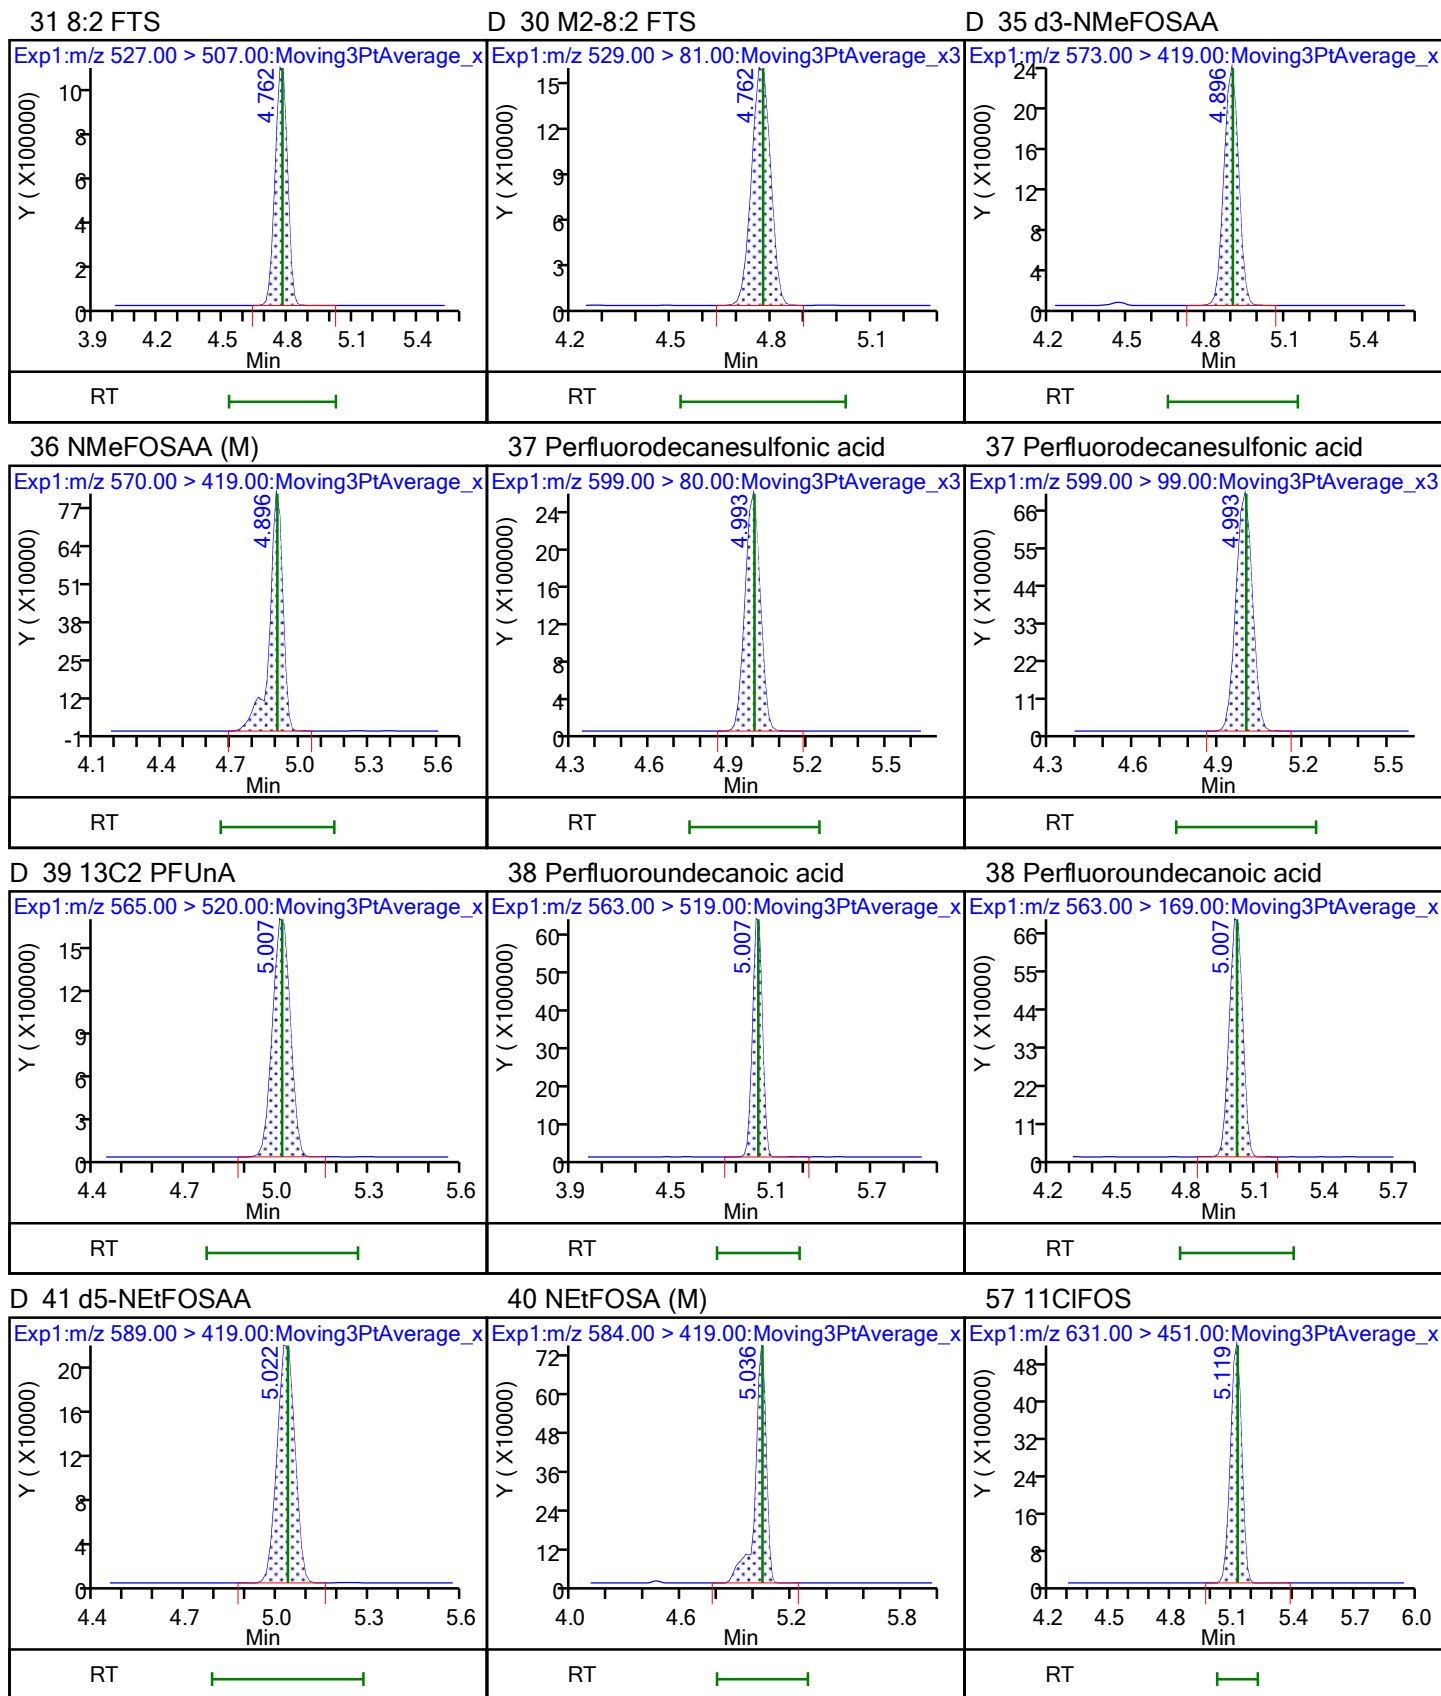 31 8:2 FTS
Exp1:m/z 527.00 > 507.00:Moving3PtAverage_x
4.762
Y ( X100000)
10
8
6
4
2
0
3.9 4.2 4.5 4.8 5.1 5.4
Min
RT
D 30 M2-8:2 FTS
Exp1:m/z 529.00 > 81.00:Moving3PtAverage_x3
4.762
Y ( X10000)
15
12
9
6
3
0
4.2 4.5 4.8 5.1
Min
RT
D 35 d3-NMeFOSAA
Exp1:m/z 573.00 > 419.00:Moving3PtAverage_x
4.896
Y ( X10000)
24
20
16
12
8
4
0
4.2 4.5 4.8 5.1 5.4
Min
RT
36 NMeFOSAA (M)
Exp1:m/z 570.00 > 419.00:Moving3PtAverage_x
4.896
Y ( X10000)
77
64
51
38
25
12
-1
4.1 4.4 4.7 5.0 5.3 5.6
Min
RT
37 Perfluorodecanesulfonic acid
Exp1:m/z 599.00 > 80.00:Moving3PtAverage_x3
4.993
Y ( X100000)
24
20
16
12
8
4
0
4.3 4.6 4.9 5.2 5.5
Min
RT
37 Perfluorodecanesulfonic acid
Exp1:m/z 599.00 > 99.00:Moving3PtAverage_x3
4.993
Y ( X10000)
66
55
44
33
22
11
0
4.3 4.6 4.9 5.2 5.5
Min
RT
D 39 13C2 PFUnA
Exp1:m/z 565.00 > 520.00:Moving3PtAverage_x
5.007
Y ( X100000)
15
12
9
6
3
0
4.4 4.7 5.0 5.3 5.6
Min
RT
38 Perfluoroundecanoic acid
Exp1:m/z 563.00 > 519.00:Moving3PtAverage_x
5.007
Y ( X100000)
60
50
40
30
20
10
0
3.9 4.5 5.1 5.7
Min
RT
38 Perfluoroundecanoic acid
Exp1:m/z 563.00 > 169.00:Moving3PtAverage_x
5.007
Y ( X10000)
66
55
44
33
22
11
0
4.2 4.5 4.8 5.1 5.4 5.7
Min
RT
D 41 d5-NEtFOSAA
Exp1:m/z 589.00 > 419.00:Moving3PtAverage_x
5.022
Y ( X10000)
20
16
12
8
4
0
4.4 4.7 5.0 5.3 5.6
Min
RT
40 NEtFOSA (M)
Exp1:m/z 584.00 > 419.00:Moving3PtAverage_x
5.036
Y ( X10000)
72
60
48
36
24
12
0
4.0 4.6 5.2 5.8
Min
RT
57 11ClFOS
Exp1:m/z 631.00 > 451.00:Moving3PtAverage_x
5.119
Y ( X100000)
48
40
32
24
16
8
0
4.2 4.5 4.8 5.1 5.4 5.7 6.0
Min
RT